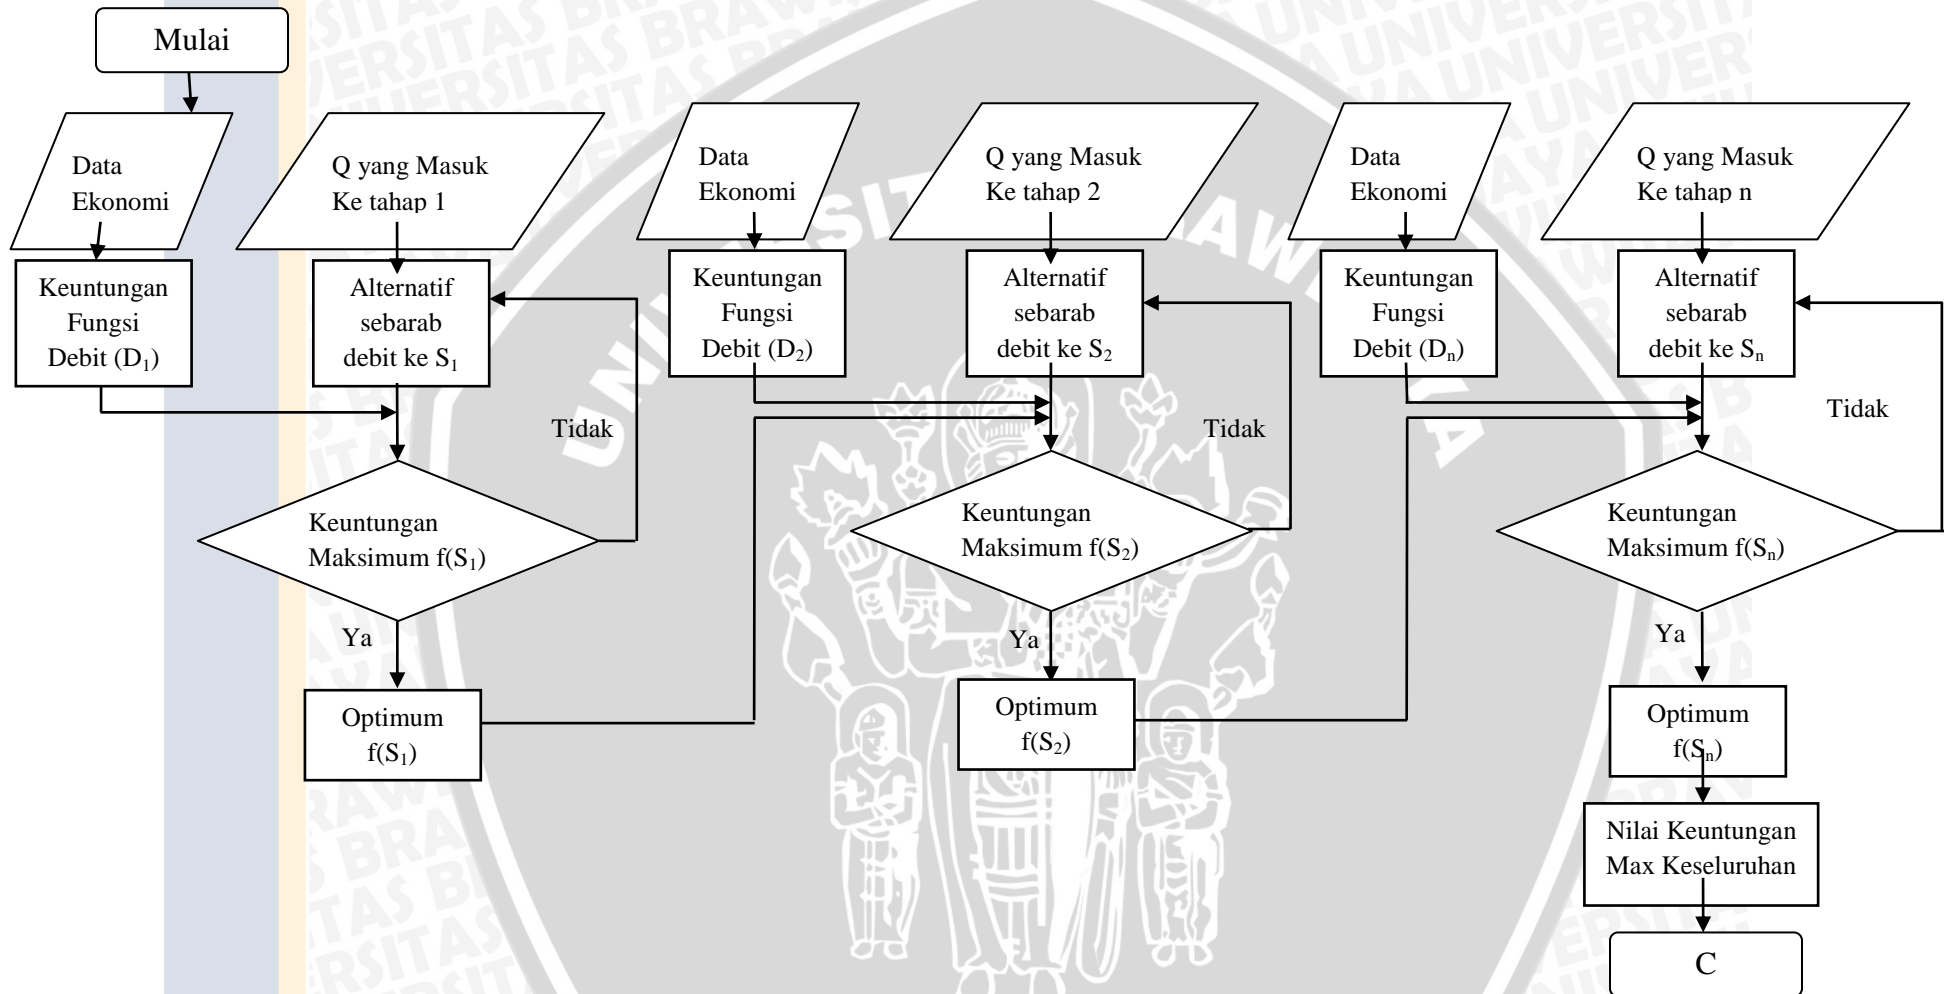 Mulai
Data
Ekonomi
Q yang Masuk
Ke tahap 1
Data
Ekonomi
Q yang Masuk
Ke tahap 2
Data
Ekonomi
Q yang Masuk
Ke tahap n
Keuntungan
Fungsi
Debit (D₁)
Alternatif
sebarab
debit ke S₁
Keuntungan
Fungsi
Debit (D₂)
Alternatif
sebarab
debit ke S₂
Keuntungan
Fungsi
Debit (Dₙ)
Alternatif
sebarab
debit ke Sₙ
Tidak
Tidak
Tidak
Keuntungan
Maksimum f(S₁)
Keuntungan
Maksimum f(S₂)
Keuntungan
Maksimum f(Sₙ)
Ya
Ya
Ya
Optimum
f(S₁)
Optimum
f(S₂)
Optimum
f(Sₙ)
Nilai Keuntungan
Max Keseluruhan
C
UNIVERSITAS BRAWIJAYA